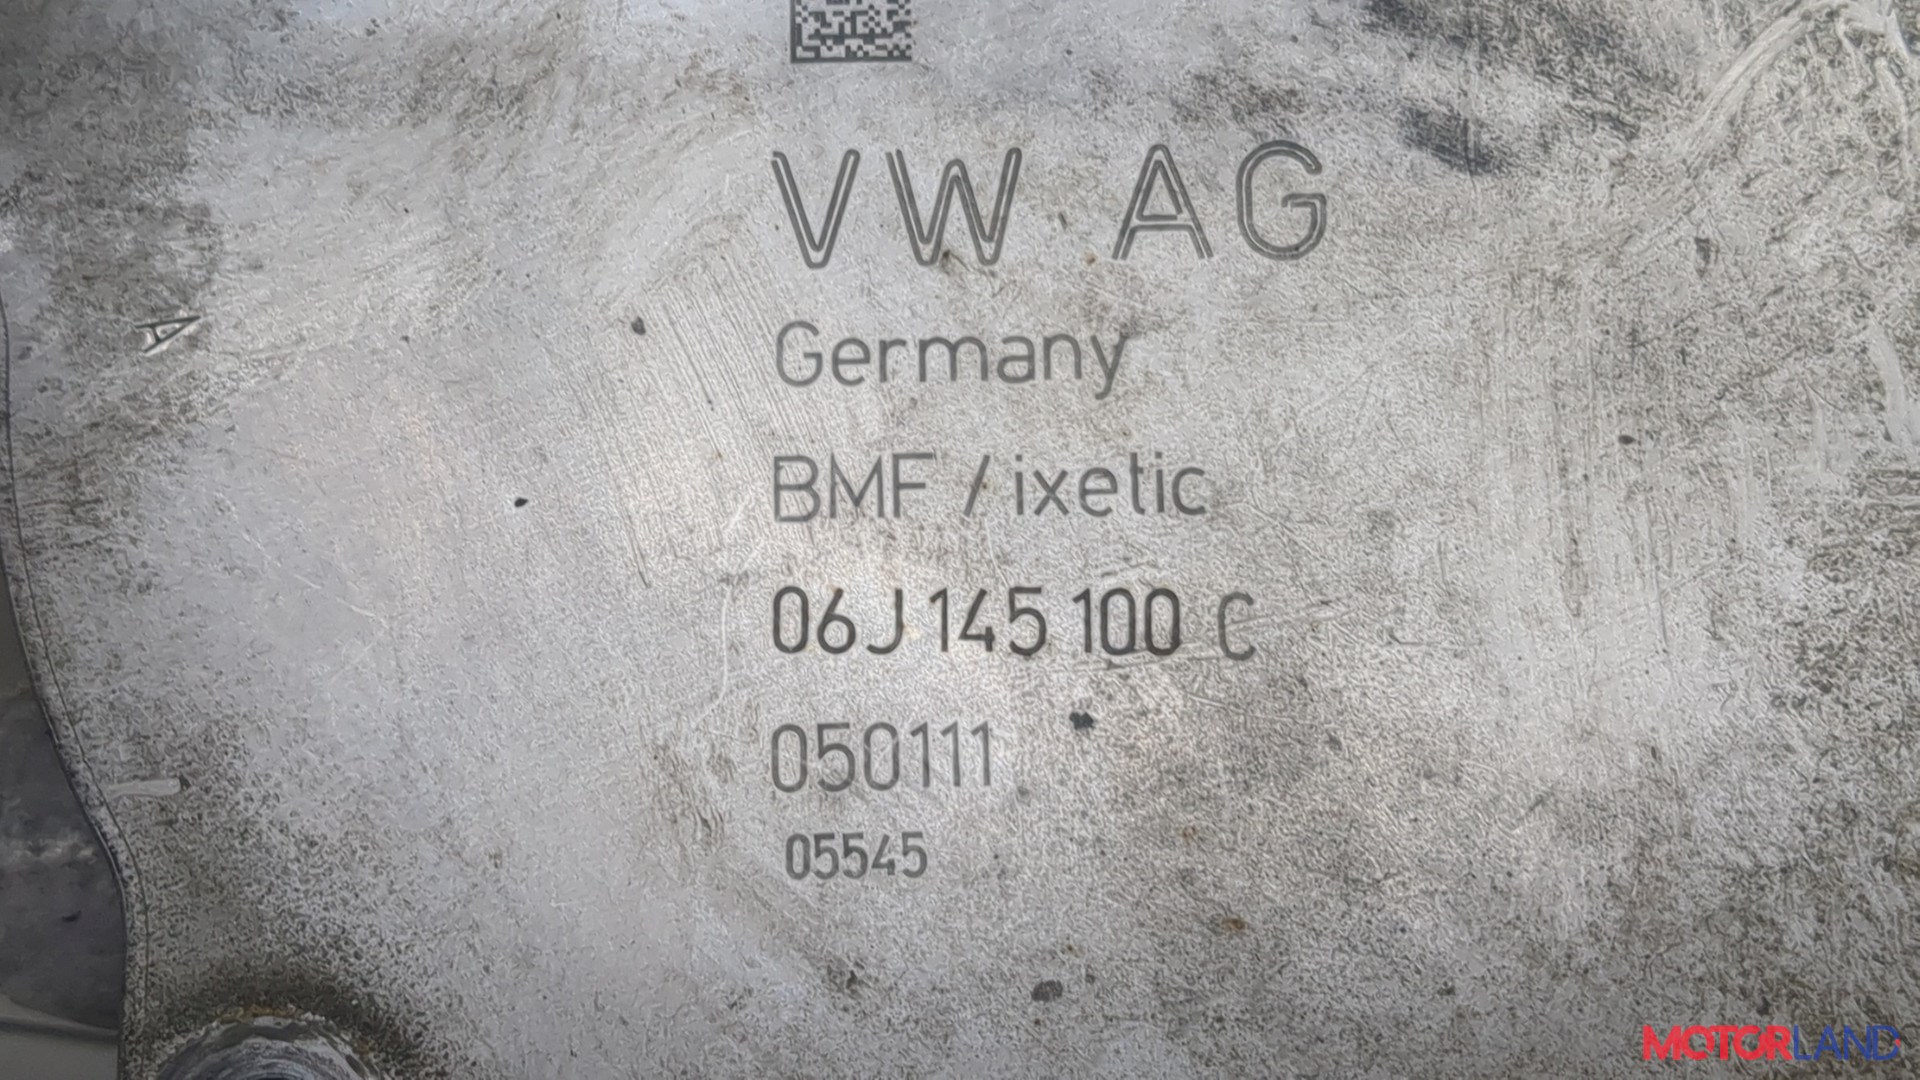 VW AG
A
Germany
BMF / ixetic
06J 145 100 C
050111
05545
MOTORLAND